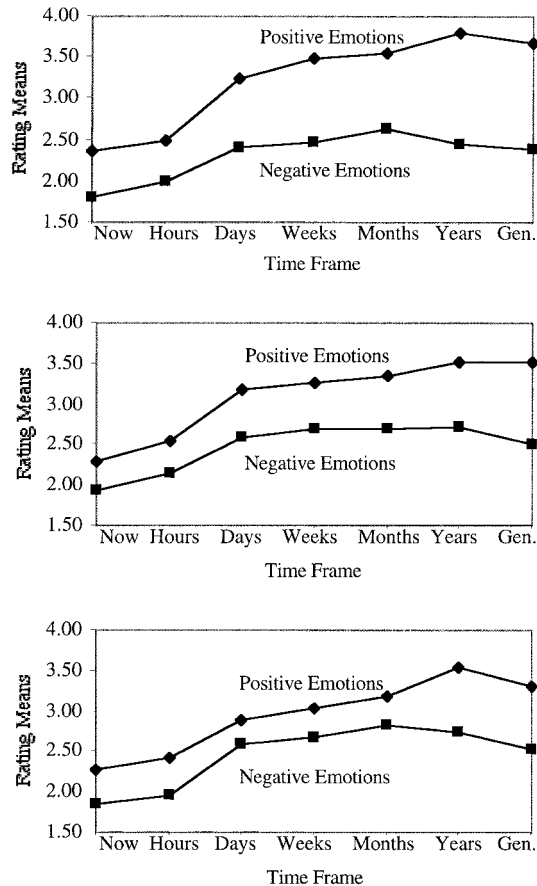 4.00
Positive Emotions
3.50
3.00
Rating Means
2.50
Negative Emotions
2.00
1.50
Now Hours Days Weeks Months Years Gen.
Time Frame
4.00
Positive Emotions
3.50
3.00
Rating Means
2.50
Negative Emotions
2.00
1.50
Now Hours Days Weeks Months Years Gen.
Time Frame
4.00
3.50
Positive Emotions
3.00
Rating Means
2.50
Negative Emotions
2.00
1.50
Now Hours Days Weeks Months Years Gen.
Time Frame